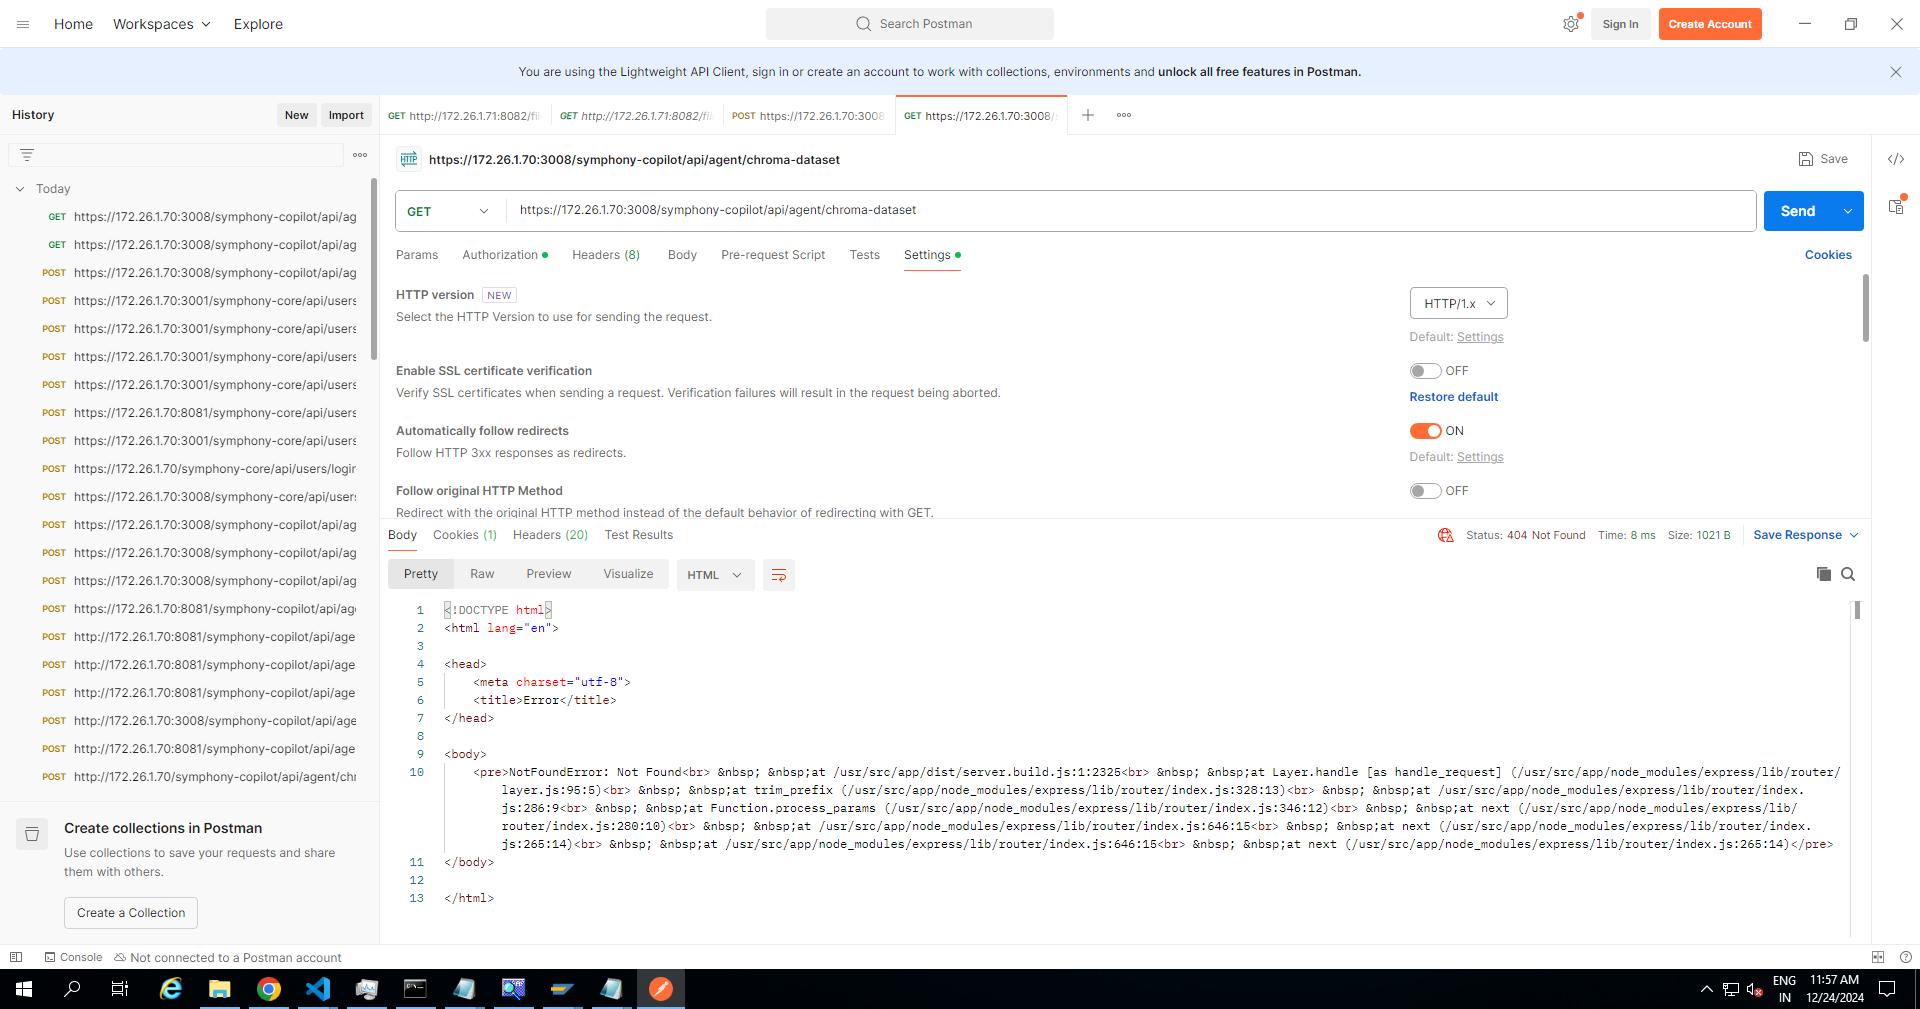 Home Workspaces Explore
Search Postman
Sign In Create Account
You are using the Lightweight API Client, sign in or create an account to work with collections, environments and unlock all free features in Postman.
History New Import
GET http://172.26.1.71:8082/fil GET http://172.26.1.71:8082/fil POST https://172.26.1.70:3008 GET https://172.26.1.70:3008/
Today
GET https://172.26.1.70:3008/symphony-copilot/api/ag
GET https://172.26.1.70:3008/symphony-copilot/api/ag
POST https://172.26.1.70:3008/symphony-copilot/api/ag
POST https://172.26.1.70:3001/symphony-core/api/users
POST https://172.26.1.70:3001/symphony-core/api/users
POST https://172.26.1.70:3001/symphony-core/api/users
POST https://172.26.1.70:3001/symphony-core/api/users
POST https://172.26.1.70:8081/symphony-core/api/users
POST https://172.26.1.70:3001/symphony-core/api/users
POST https://172.26.1.70/symphony-core/api/users/login
POST https://172.26.1.70:3008/symphony-core/api/users
POST https://172.26.1.70:3008/symphony-copilot/api/ag
POST https://172.26.1.70:3008/symphony-copilot/api/ag
POST https://172.26.1.70:3008/symphony-copilot/api/ag
POST https://172.26.1.70:8081/symphony-copilot/api/ag
POST http://172.26.1.70:8081/symphony-copilot/api/age
POST http://172.26.1.70:8081/symphony-copilot/api/age
POST http://172.26.1.70:8081/symphony-copilot/api/age
POST http://172.26.1.70:3008/symphony-copilot/api/age
POST http://172.26.1.70:8081/symphony-copilot/api/age
POST http://172.26.1.70/symphony-copilot/api/agent/chr
Create collections in Postman
Use collections to save your requests and share
them with others.
Create a Collection
HTTP https://172.26.1.70:3008/symphony-copilot/api/agent/chroma-dataset
Save
GET https://172.26.1.70:3008/symphony-copilot/api/agent/chroma-dataset
Send
Params Authorization Headers (8) Body Pre-request Script Tests Settings
Cookies
HTTP version NEW
Select the HTTP Version to use for sending the request.
HTTP/1.x
Default: Settings
Enable SSL certificate verification
Verify SSL certificates when sending a request. Verification failures will result in the request being aborted.
OFF
Restore default
Automatically follow redirects
Follow HTTP 3xx responses as redirects.
ON
Default: Settings
Follow original HTTP Method
Redirect with the original HTTP method instead of the default behavior of redirecting with GET.
OFF
Body Cookies (1) Headers (20) Test Results
Status: 404 Not Found Time: 8 ms Size: 1021 B Save Response
Pretty Raw Preview Visualize HTML
1 <!DOCTYPE html>
2 <html lang="en">
3
4 <head>
5 <meta charset="utf-8">
6 <title>Error</title>
7 </head>
8
9 <body>
10 <pre>NotFoundError: Not Found<br> &nbsp; &nbsp;at /usr/src/app/dist/server.build.js:1:2325<br> &nbsp; &nbsp;at Layer.handle [as handle_request] (/usr/src/app/node_modules/express/lib/router/
layer.js:95:5)<br> &nbsp; &nbsp;at trim_prefix (/usr/src/app/node_modules/express/lib/router/index.js:328:13)<br> &nbsp; &nbsp;at /usr/src/app/node_modules/express/lib/router/index.
js:286:9<br> &nbsp; &nbsp;at Function.process_params (/usr/src/app/node_modules/express/lib/router/index.js:346:12)<br> &nbsp; &nbsp;at next (/usr/src/app/node_modules/express/lib/
router/index.js:280:10)<br> &nbsp; &nbsp;at /usr/src/app/node_modules/express/lib/router/index.js:646:15<br> &nbsp; &nbsp;at next (/usr/src/app/node_modules/express/lib/router/index.
js:265:14)<br> &nbsp; &nbsp;at /usr/src/app/node_modules/express/lib/router/index.js:646:15<br> &nbsp; &nbsp;at next (/usr/src/app/node_modules/express/lib/router/index.js:265:14)</pre>
11 </body>
12
13 </html>
Console Not connected to a Postman account
ENG
IN
11:57 AM
12/24/2024